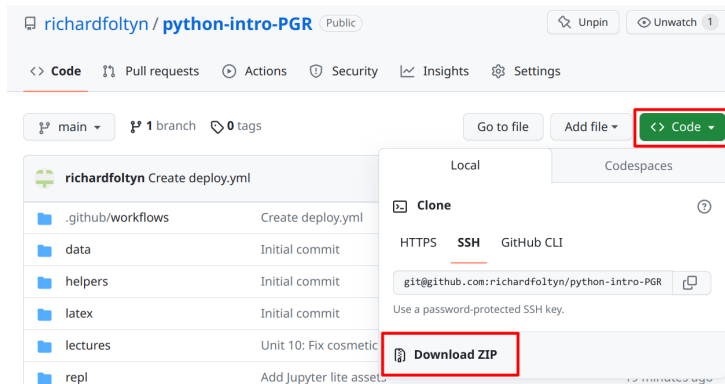 richardfoltyn / python-intro-PGR Public Unpin Unwatch 1
Code Pull requests Actions Security Insights Settings
main 1 branch 0 tags Go to file Add file Code
richardfoltyn Create deploy.yml
Local Codespaces
Clone
HTTPS SSH GitHub CLI
git@github.com:richardfoltyn/python-intro-PGR
Use a password-protected SSH key.
Download ZIP
.github/workflows Create deploy.yml
data Initial commit
helpers Initial commit
latex Initial commit
lectures Unit 10: Fix cosmetic
repl Add Jupyter lite assets 19 minutes ago